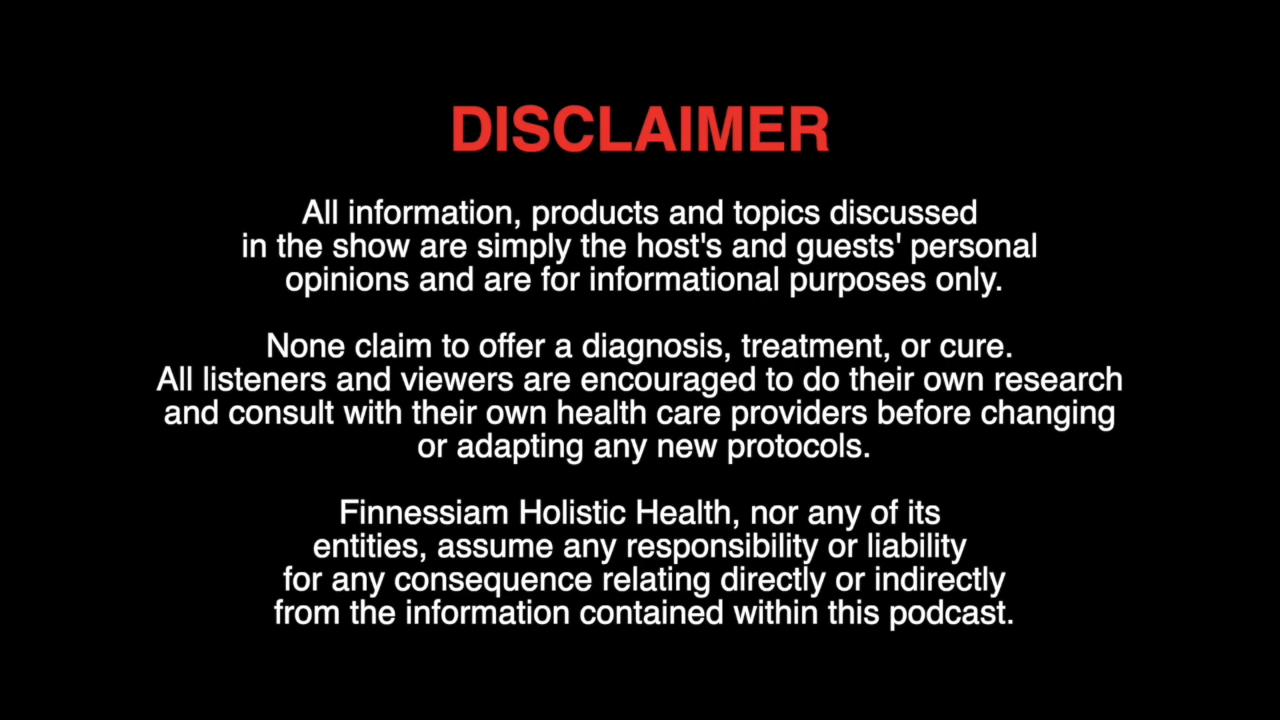 DISCLAIMER
All information, products and topics discussed
in the show are simply the host's and guests' personal
opinions and are for informational purposes only.
None claim to offer a diagnosis, treatment, or cure.
All listeners and viewers are encouraged to do their own research
and consult with their own health care providers before changing
or adapting any new protocols.
Finnessiam Holistic Health, nor any of its
entities, assume any responsibility or liability
for any consequence relating directly or indirectly
from the information contained within this podcast.